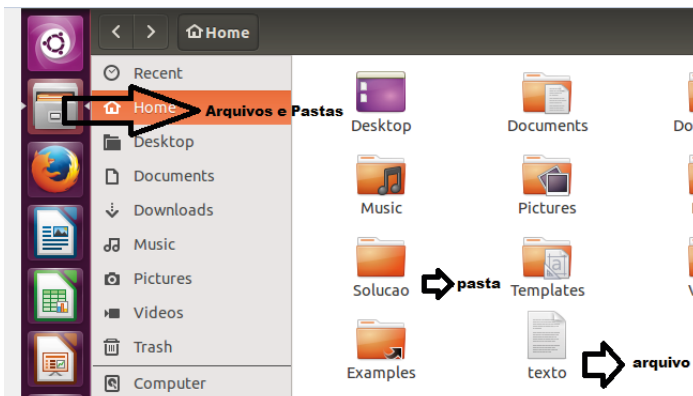 Home
Recent
Home
Arquivos e Pastas
Desktop
Documents
Downloads
Music
Pictures
Videos
Trash
Computer
Desktop
Documents
Music
Pictures
Solucao
pasta
Templates
Examples
texto
arquivo